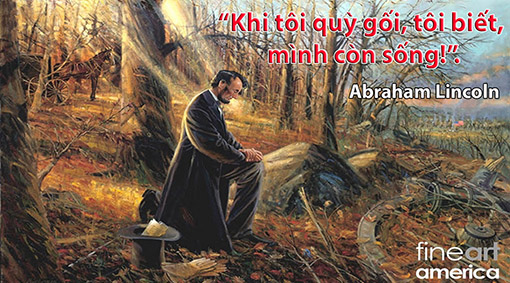 “Khi tôi quỳ gối, tôi biết,
mình còn sống!”.
Abraham Lincoln
fineart
america